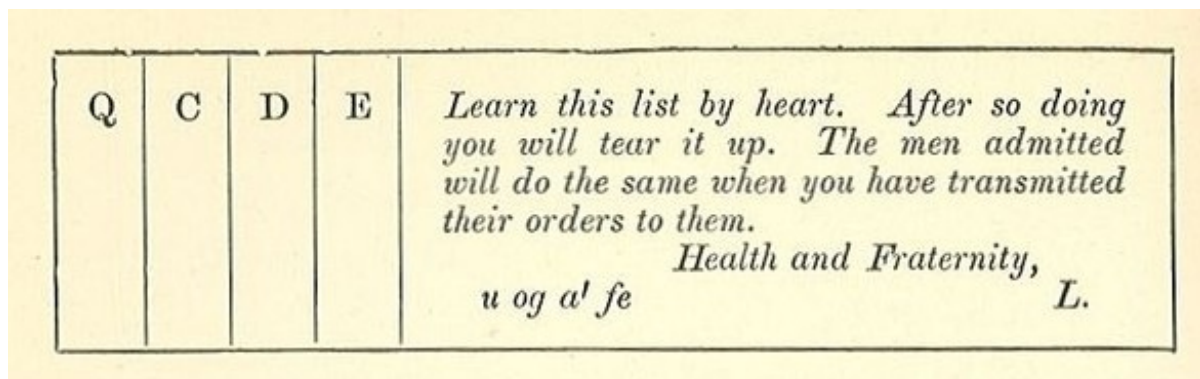 Q C D E Learn this list by heart. After so doing
you will tear it up. The men admitted
will do the same when you have transmitted
their orders to them.
Health and Fraternity,
u og a' fe L.